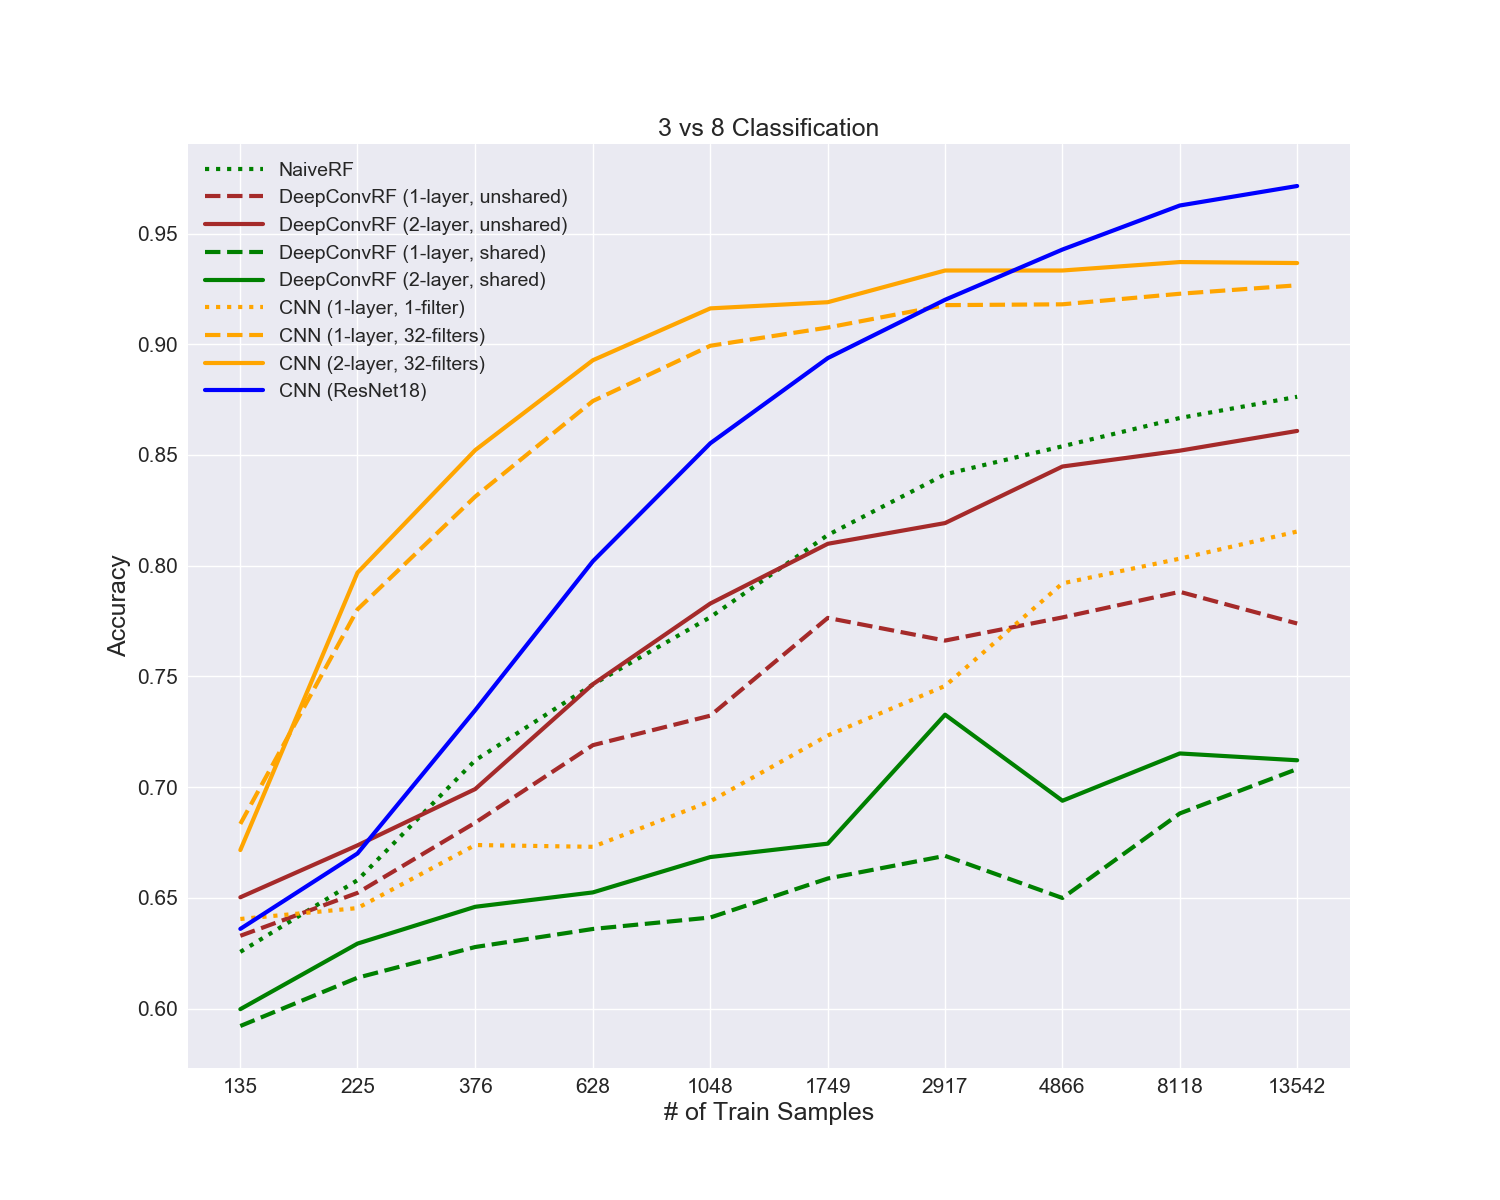 3 vs 8 Classification
NaiveRF
DeepConvRF (1-layer, unshared)
DeepConvRF (2-layer, unshared)
DeepConvRF (1-layer, shared)
DeepConvRF (2-layer, shared)
CNN (1-layer, 1-filter)
CNN (1-layer, 32-filters)
CNN (2-layer, 32-filters)
CNN (ResNet18)
Accuracy
0.95
0.90
0.85
0.80
0.75
0.70
0.65
0.60
135 225 376 628 1048 1749 2917 4866 8118 13542
# of Train Samples